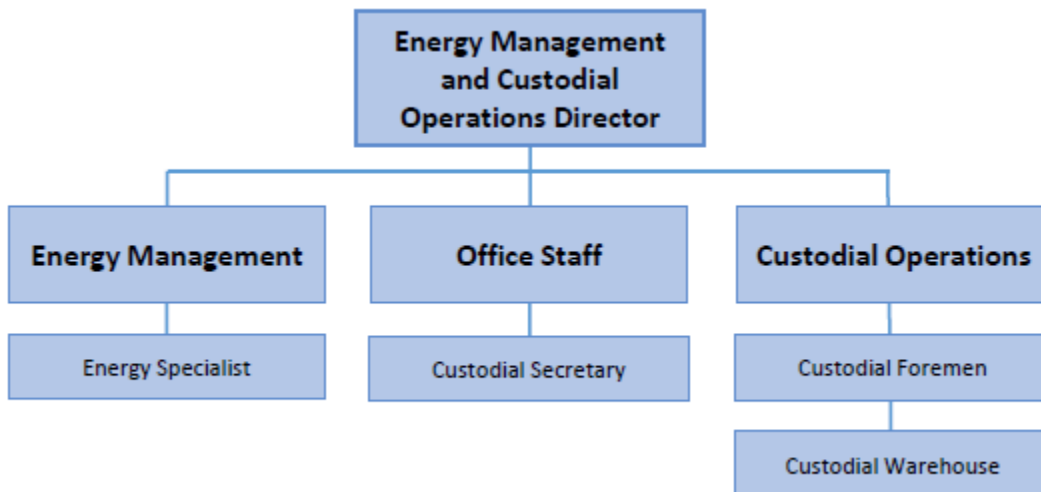 Energy Management
and Custodial
Operations Director
Energy Management
Office Staff
Custodial Operations
Energy Specialist
Custodial Secretary
Custodial Foremen
Custodial Warehouse